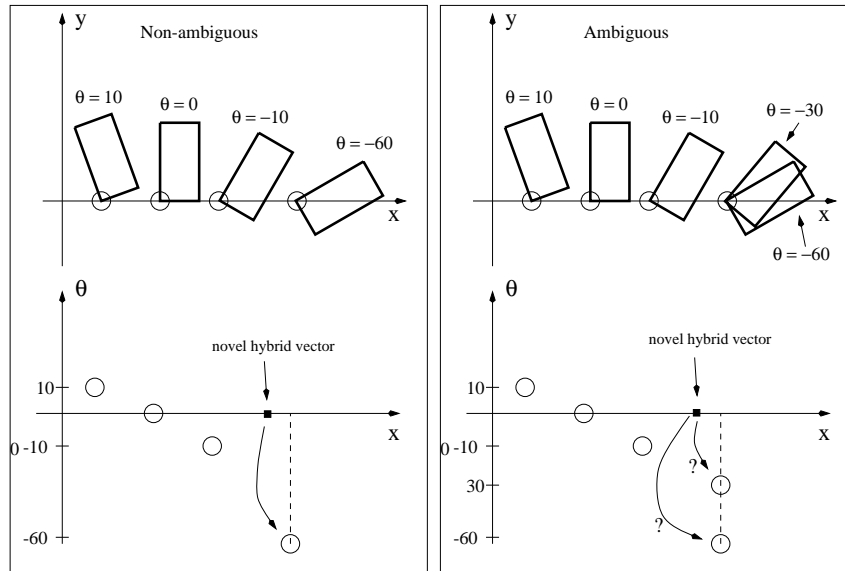 y
Non-ambiguous
θ = 10
θ = 0
θ = −10
θ = −60
x
θ
novel hybrid vector
10
x
0
-10
-60
y
Ambiguous
θ = 10
θ = 0
θ = −10
θ = −30
x
θ = −60
θ
novel hybrid vector
10
x
0
-10
?
30
?
-60